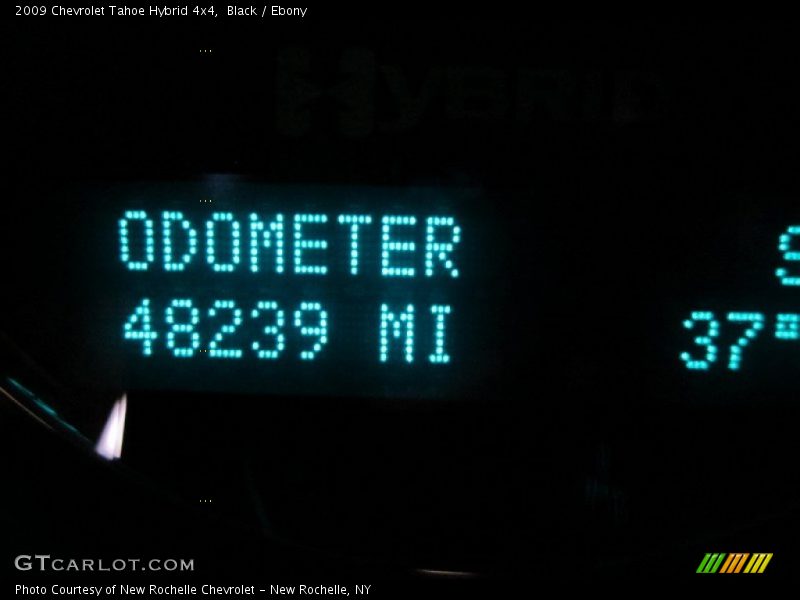 2009 Chevrolet Tahoe Hybrid 4x4,  Black / Ebony
Hybrid
ODOMETER
S
48239 MI
37°
GTCARLOT.COM
Photo Courtesy of New Rochelle Chevrolet - New Rochelle, NY